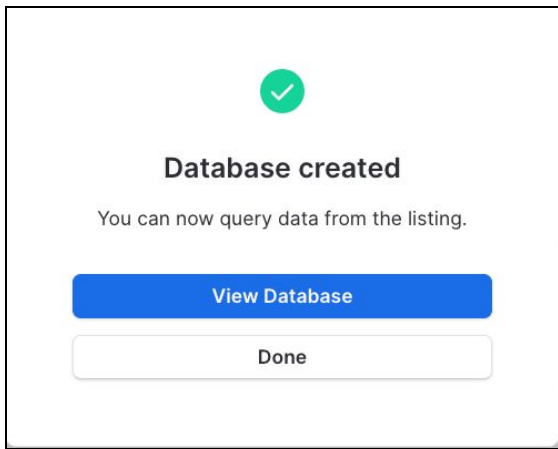 Database created
You can now query data from the listing.
View Database
Done